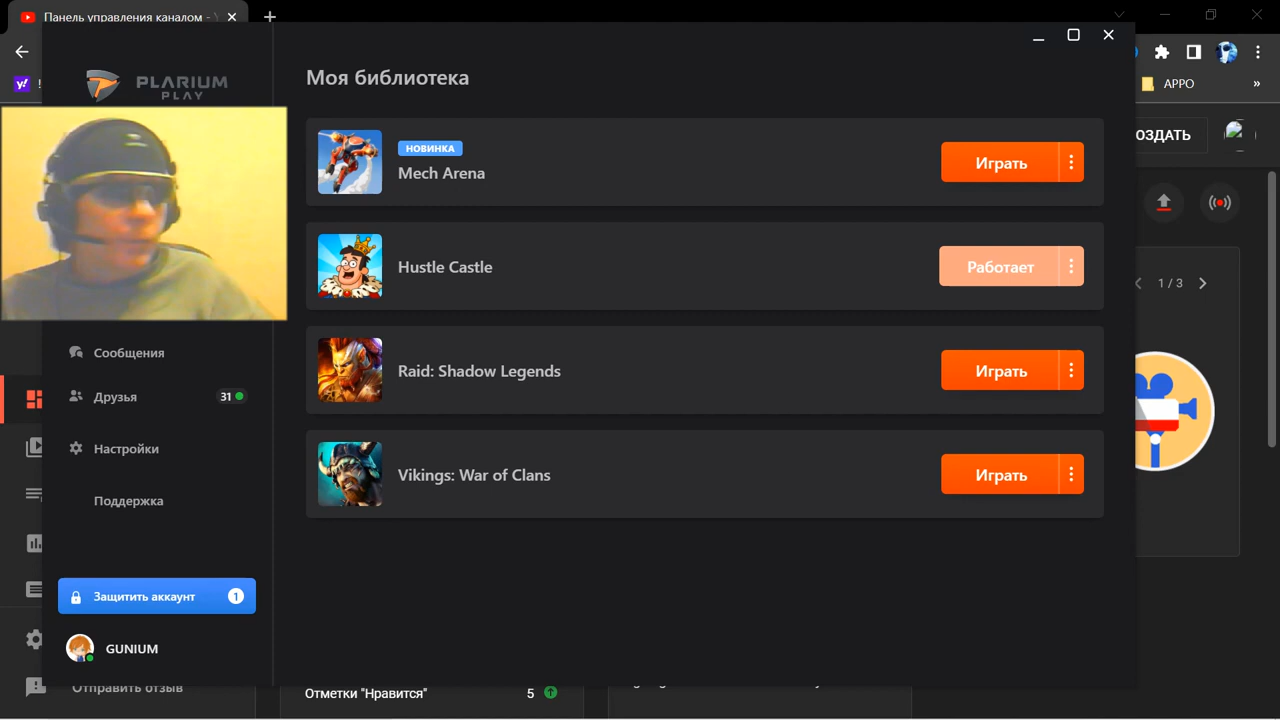 Панель управления каналом -
PLARIUM
PLAY
Моя библиотека
APPO
»
ОЗДАТЬ
НОВИНКА
Mech Arena
Играть
Hustle Castle
Работает
1 / 3
Raid: Shadow Legends
Играть
Vikings: War of Clans
Играть
Сообщения
Друзья
31
Настройки
Поддержка
Защитить аккаунт
1
GUNIUM
Отправить отзыв
Отметки "Нравится"
5
y!